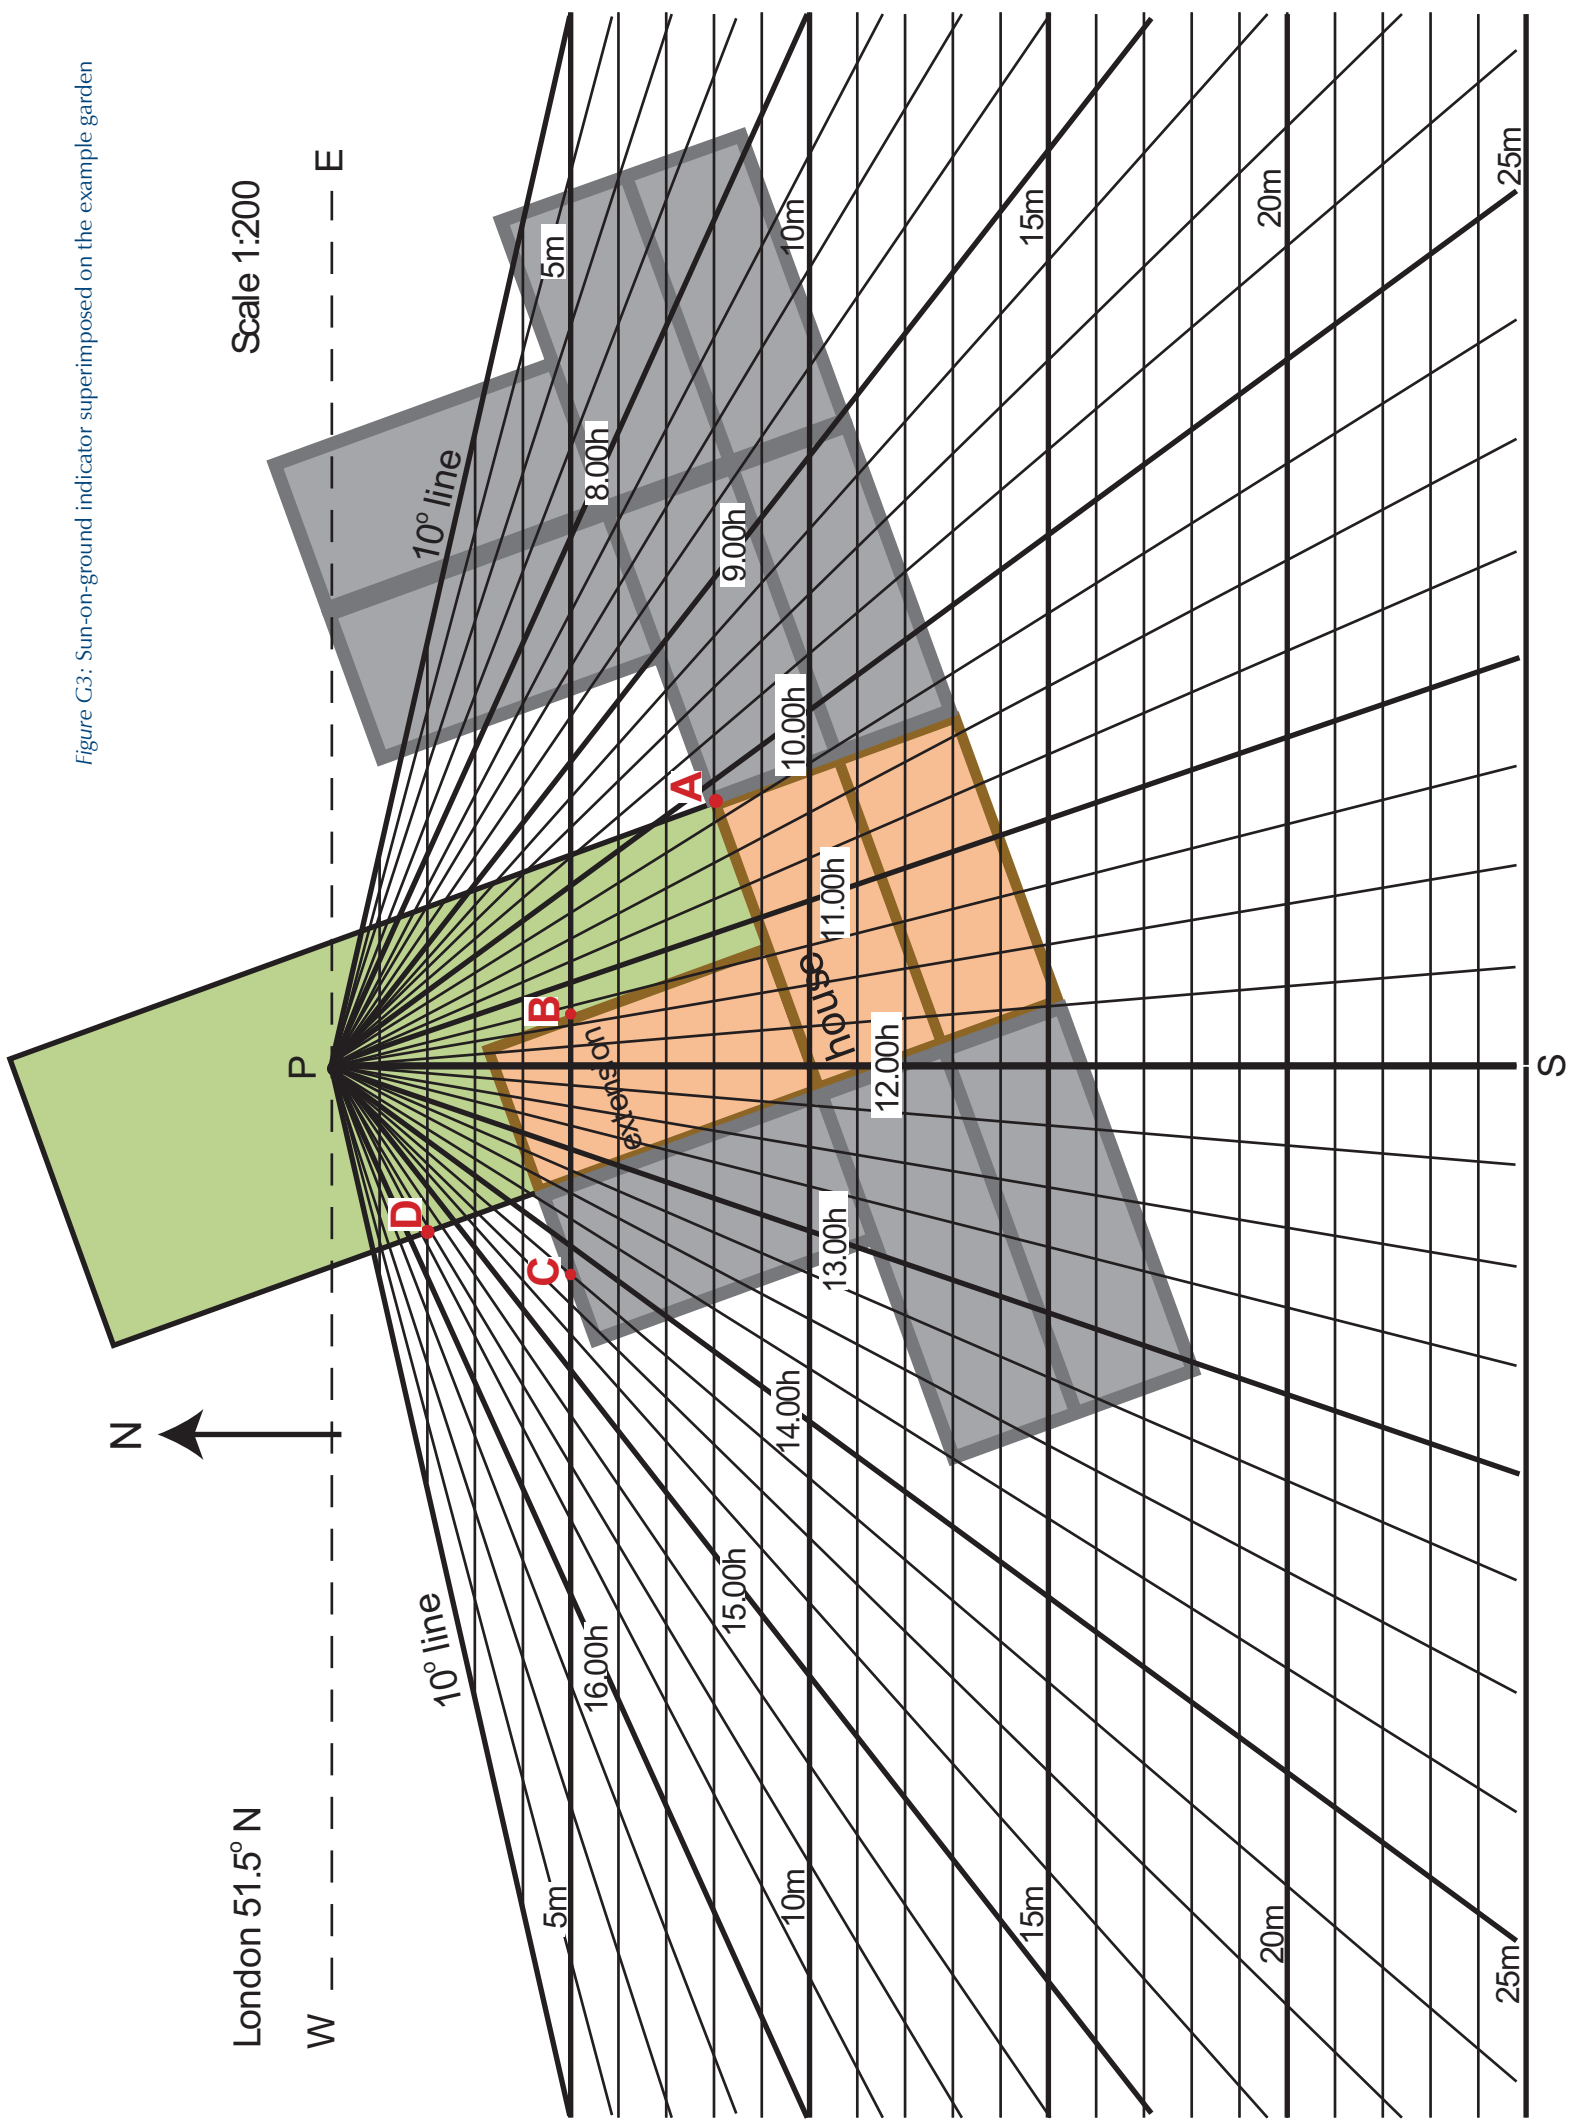 Figure G3: Sun-on-ground indicator superimposed on the example garden
London 51.5° N
Scale 1:200
N
W
P
E
10° line
10° line
D
B
A
C
5m
5m
extension
16.00h
8.00h
15.00h
9.00h
10m
14.00h
10.00h
10m
house
13.00h
11.00h
12.00h
15m
15m
20m
20m
25m
25m
S